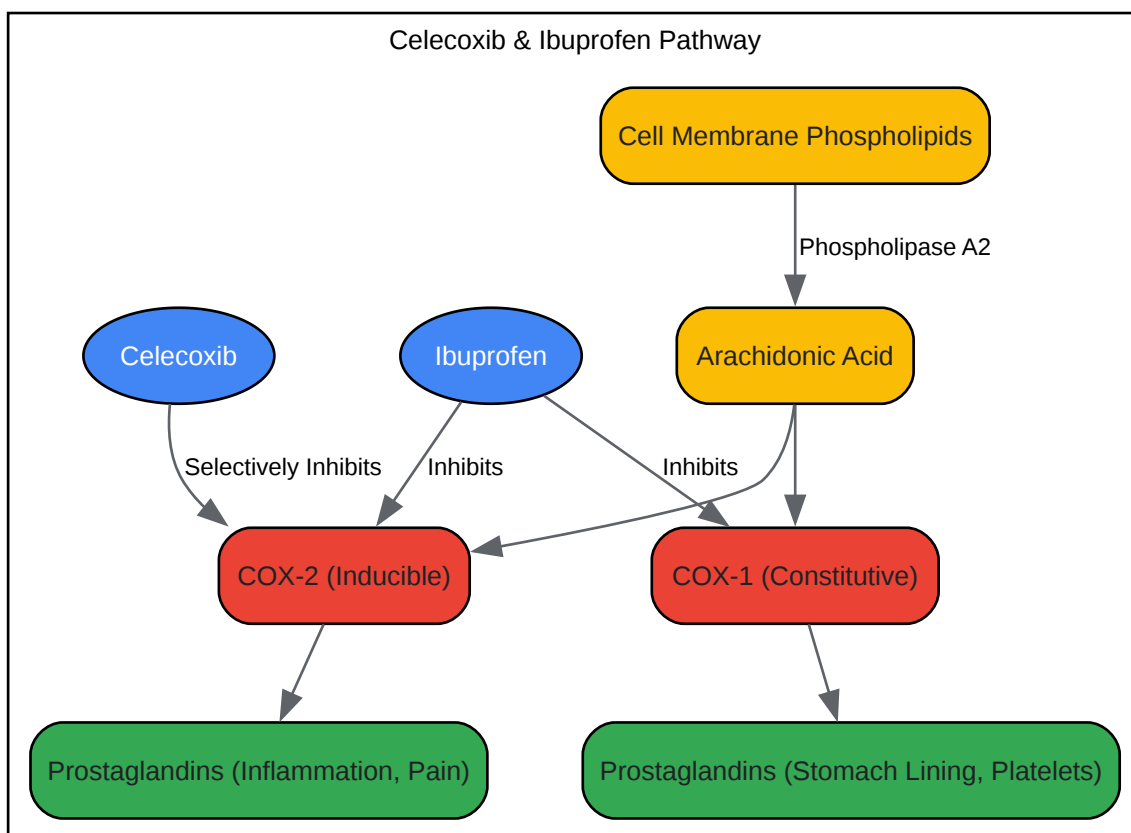 Celecoxib & Ibuprofen Pathway
Cell Membrane Phospholipids
Phospholipase A2
Celecoxib
Ibuprofen
Arachidonic Acid
Selectively Inhibits
Inhibits
Inhibits
COX-2 (Inducible)
COX-1 (Constitutive)
Prostaglandins (Inflammation, Pain)
Prostaglandins (Stomach Lining, Platelets)